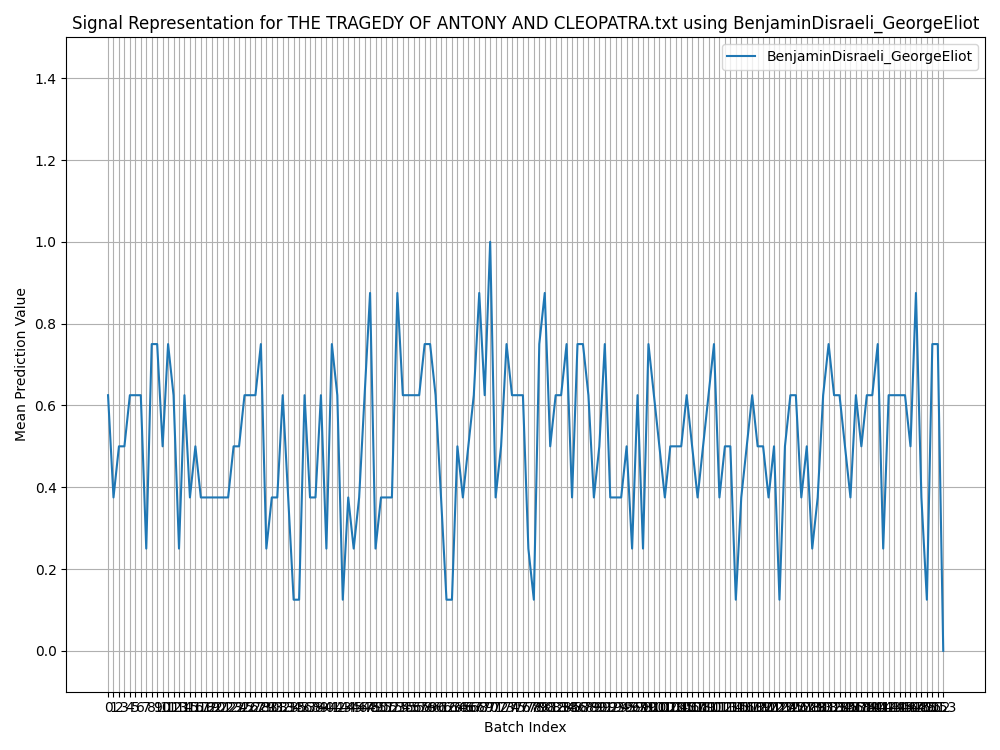 Signal Representation for THE TRAGEDY OF ANTONY AND CLEOPATRA.txt using BenjaminDisraeli_GeorgeEliot
BenjaminDisraeli_GeorgeEliot
1.4
1.2
1.0
0.8
0.6
0.4
0.2
0.0
Mean Prediction Value
Batch Index